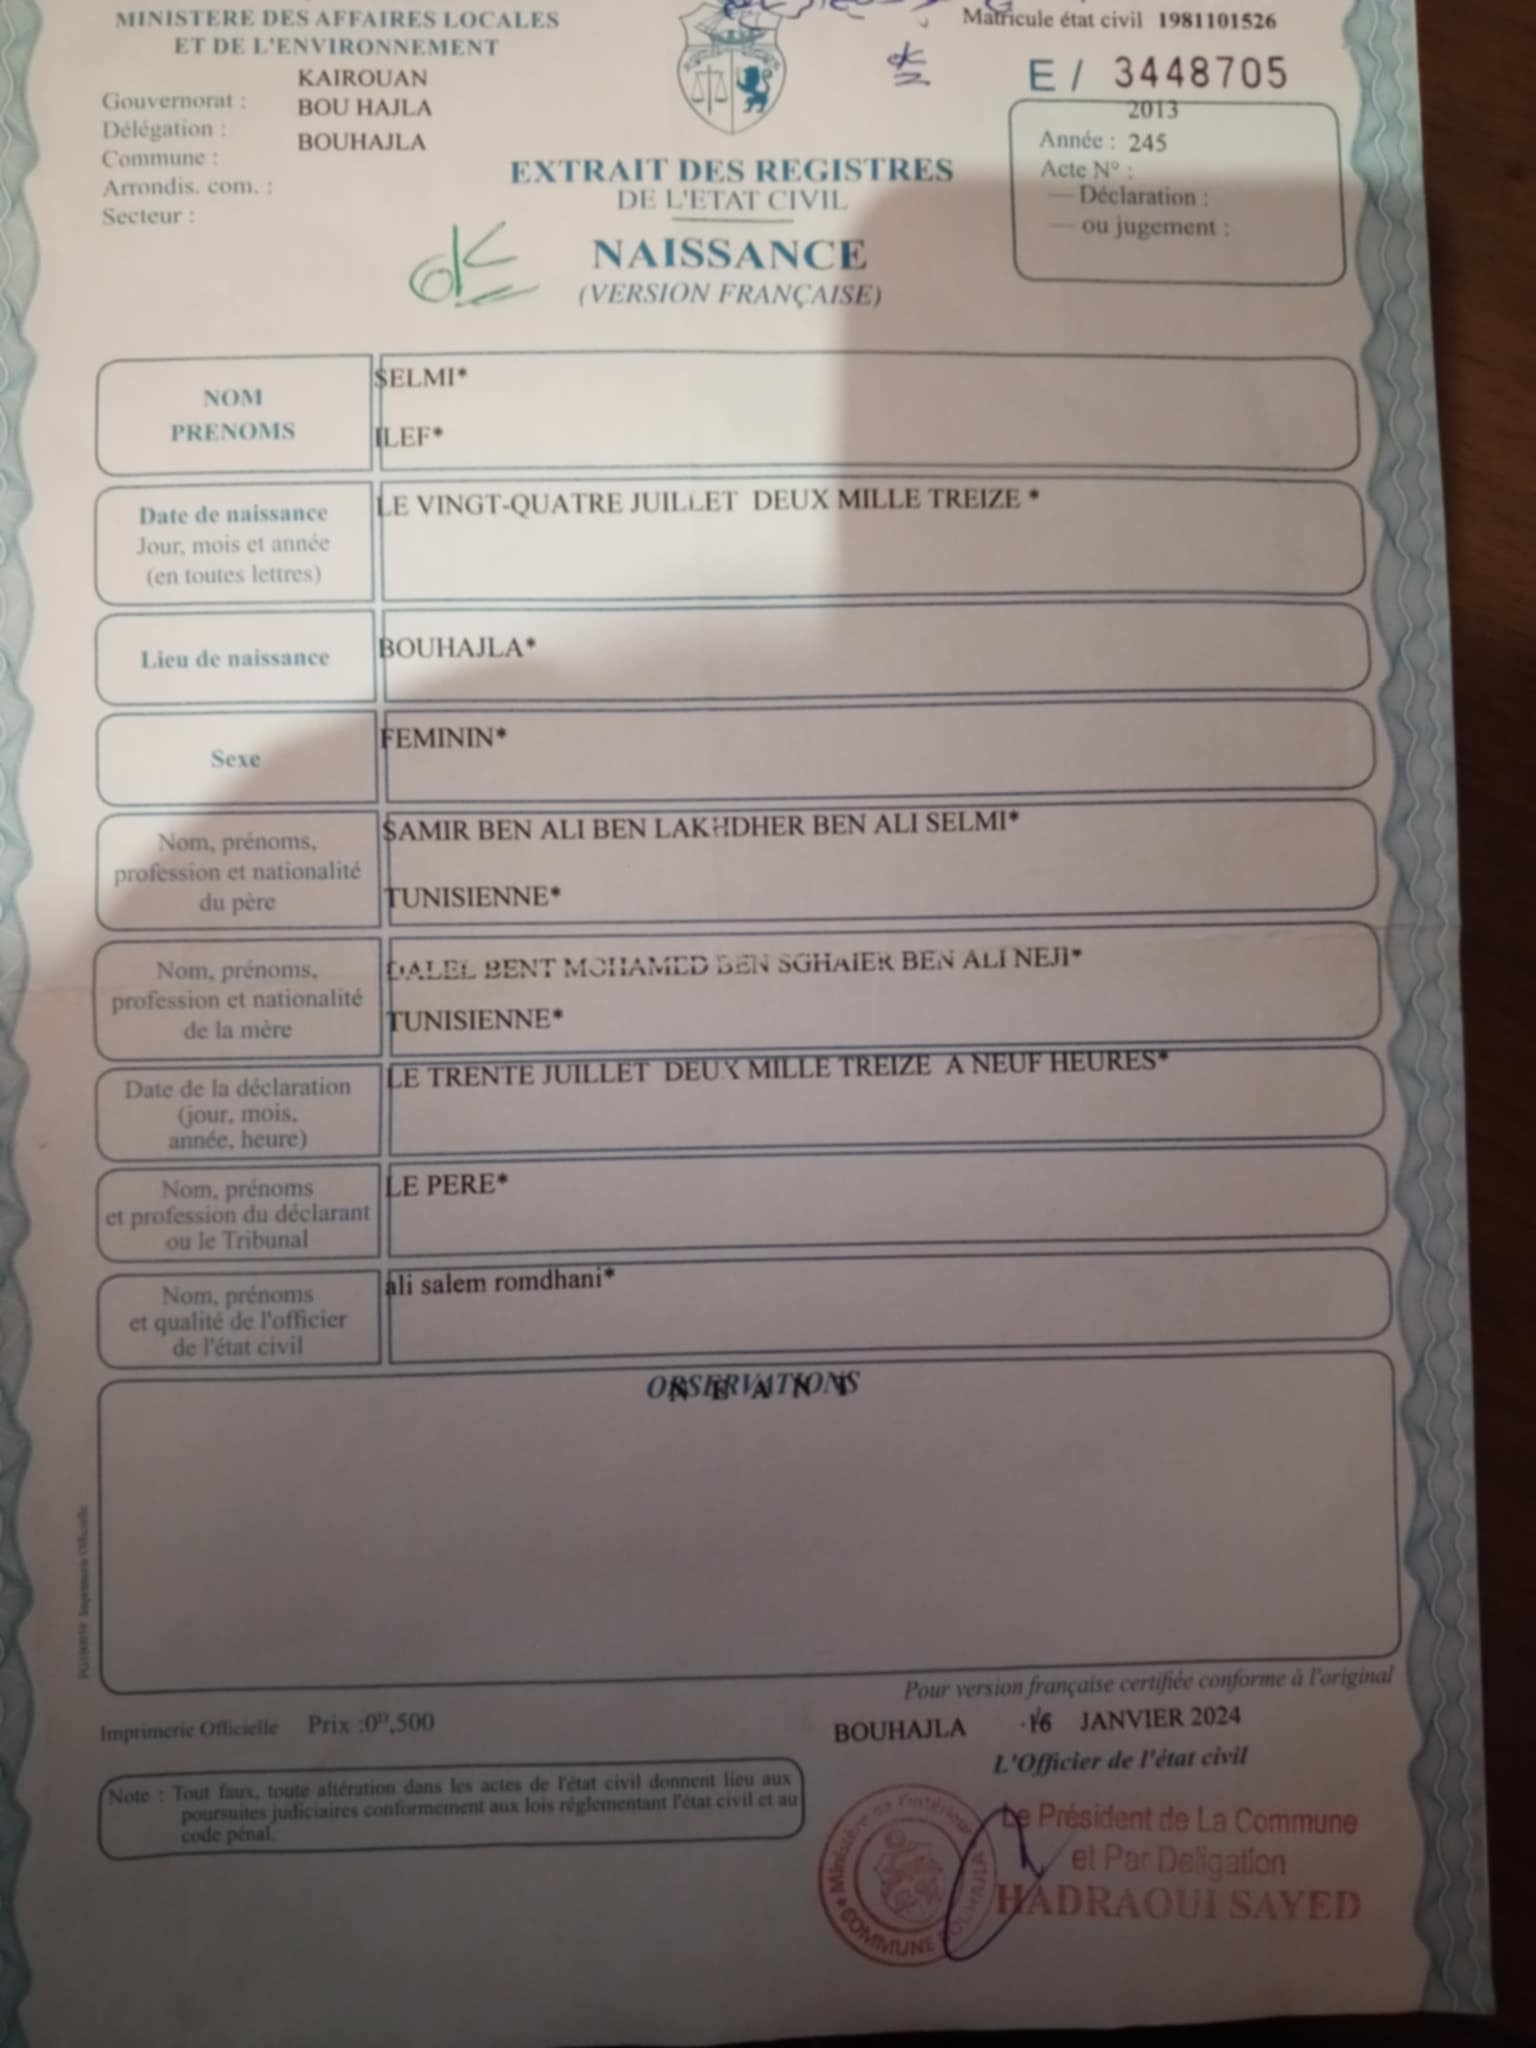 MINISTERE DES AFFAIRES LOCALES
ET DE L'ENVIRONNEMENT
KAIROUAN
Gouvernorat :
BOU HAJLA
Délégation :
BOUHAJLA
Commune :
Arrondis. com. :
Secteur :
Matricule état civil 1981101526
E / 3448705
2013
Année : 245
Acte N° :
— Déclaration :
— ou jugement :
ok
ok
EXTRAIT DES REGISTRES
DE L'ETAT CIVIL
NAISSANCE
(VERSION FRANÇAISE)
NOM
PRENOMS
SELMI*
ILEF*
Date de naissance
Jour, mois et année
(en toutes lettres)
LE VINGT-QUATRE JUILLET DEUX MILLE TREIZE *
Lieu de naissance
BOUHAJLA*
Sexe
FEMININ*
Nom, prénoms,
profession et nationalité
du père
SAMIR BEN ALI BEN LAKHDHER BEN ALI SELMI*
TUNISIENNE*
Nom, prénoms,
profession et nationalité
de la mère
DALEL BENT MOHAMED BEN SGHAIER BEN ALI NEJI*
TUNISIENNE*
Date de la déclaration
(jour, mois,
année, heure)
LE TRENTE JUILLET DEUX MILLE TREIZE A NEUF HEURES*
Nom, prénoms
et profession du déclarant
ou le Tribunal
LE PERE*
Nom, prénoms
et qualité de l'officier
de l'état civil
ali salem romdhani*
OBSERVATIONS
N E A N T
Imprimerie Officielle
Pour version française certifiée conforme à l'original
Imprimerie Officielle Prix :0D,500
BOUHAJLA 16 JANVIER 2024
L'Officier de l'état civil
Note : Tout faux, toute altération dans les actes de l'état civil donnent lieu aux
poursuites judiciaires conformement aux lois réglementant l'état civil et au
code pénal.
Le Président de La Commune
et Par Deligation
HADRAOUI SAYED
Ministère de l'intérieur
COMMUNE BOUHAJLA